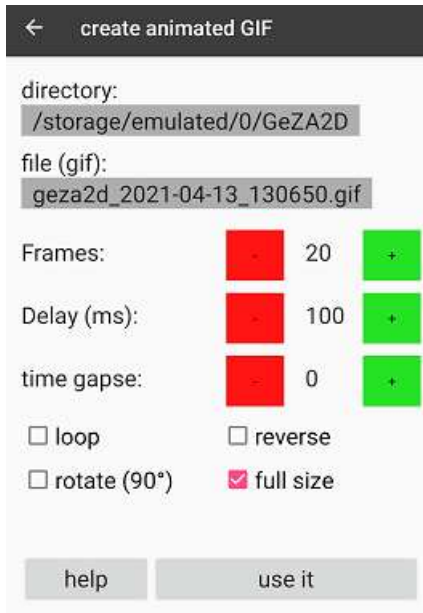 ← create animated GIF
directory:
/storage/emulated/0/GeZA2D
file (gif):
geza2d_2021-04-13_130650.gif
Frames: - 20 +
Delay (ms): - 100 +
time gapse: - 0 +
loop reverse
rotate (90°) full size
help use it